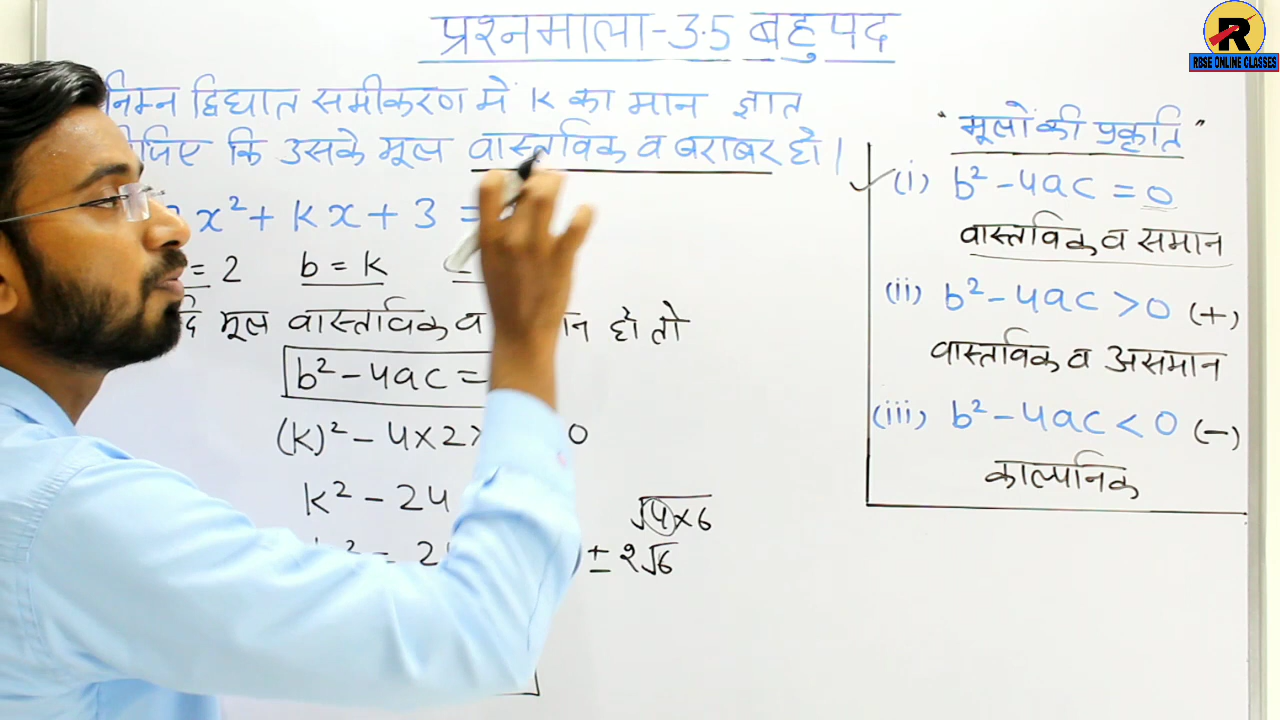 प्रश्नमाला-3.5 बहुपद
निम्न द्विघात समीकरण में K का मान ज्ञात
कि उसके मूल वास्तविक व बराबर हो।
x² + Kx + 3 =
= 2 b = K
मूल वास्तविक व हो तो
b² - 4ac =
(K)² - 4×2× 0
K² - 24
√4×6
± 2√6
"मूलों की प्रकृति"
(i) b² - 4ac = 0
वास्तविक व समान
(ii) b² - 4ac > 0 (+)
वास्तविक व असमान
(iii) b² - 4ac < 0 (-)
काल्पनिक
R
RBSE ONLINE CLASSES